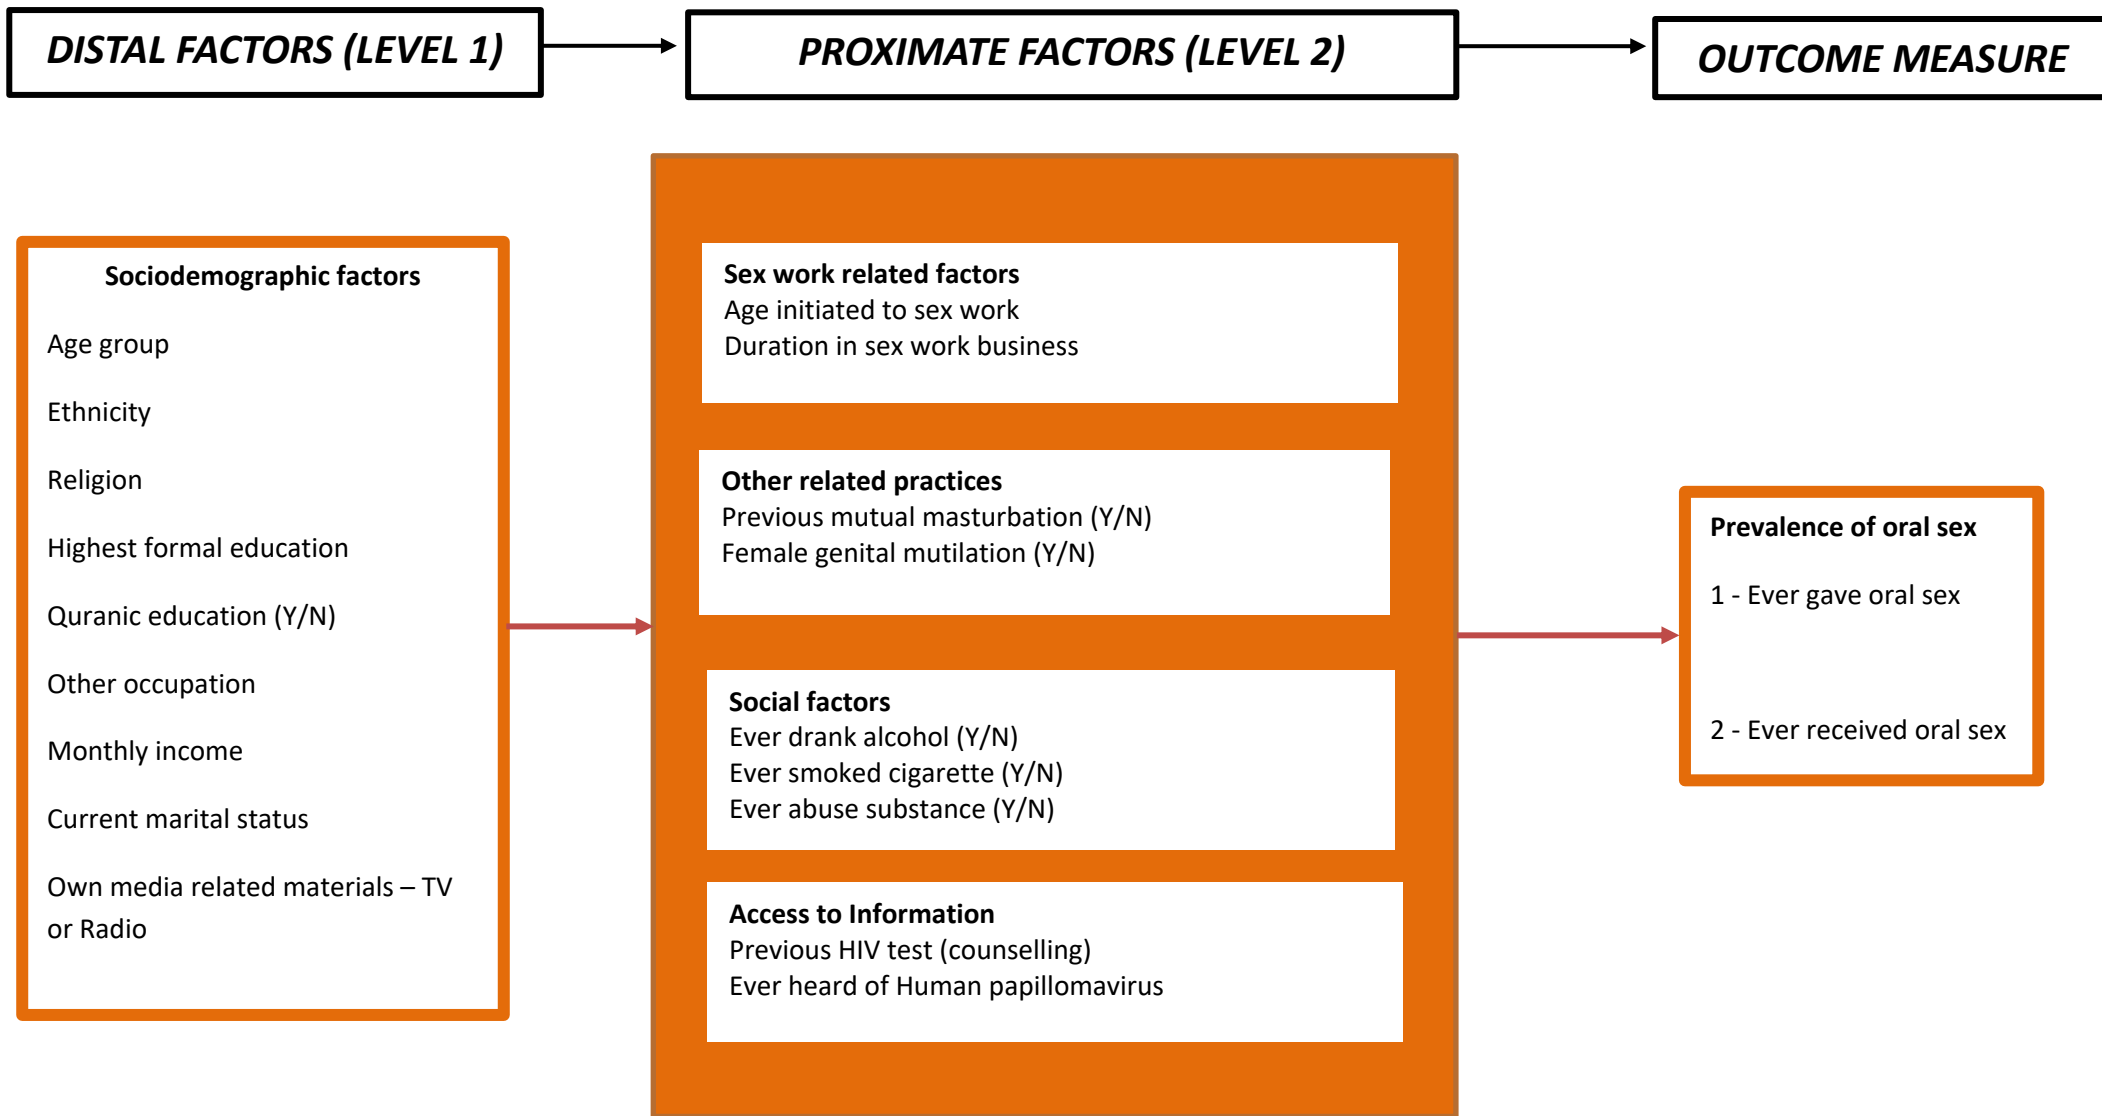 DISTAL FACTORS (LEVEL 1)
PROXIMATE FACTORS (LEVEL 2)
OUTCOME MEASURE
Sociodemographic factors
Age group
Ethnicity
Religion
Highest formal education
Quranic education (Y/N)
Other occupation
Monthly income
Current marital status
Own media related materials – TV
or Radio
Sex work related factors
Age initiated to sex work
Duration in sex work business
Other related practices
Previous mutual masturbation (Y/N)
Female genital mutilation (Y/N)
Social factors
Ever drank alcohol (Y/N)
Ever smoked cigarette (Y/N)
Ever abuse substance (Y/N)
Access to Information
Previous HIV test (counselling)
Ever heard of Human papillomavirus
Prevalence of oral sex
1 - Ever gave oral sex
2 - Ever received oral sex